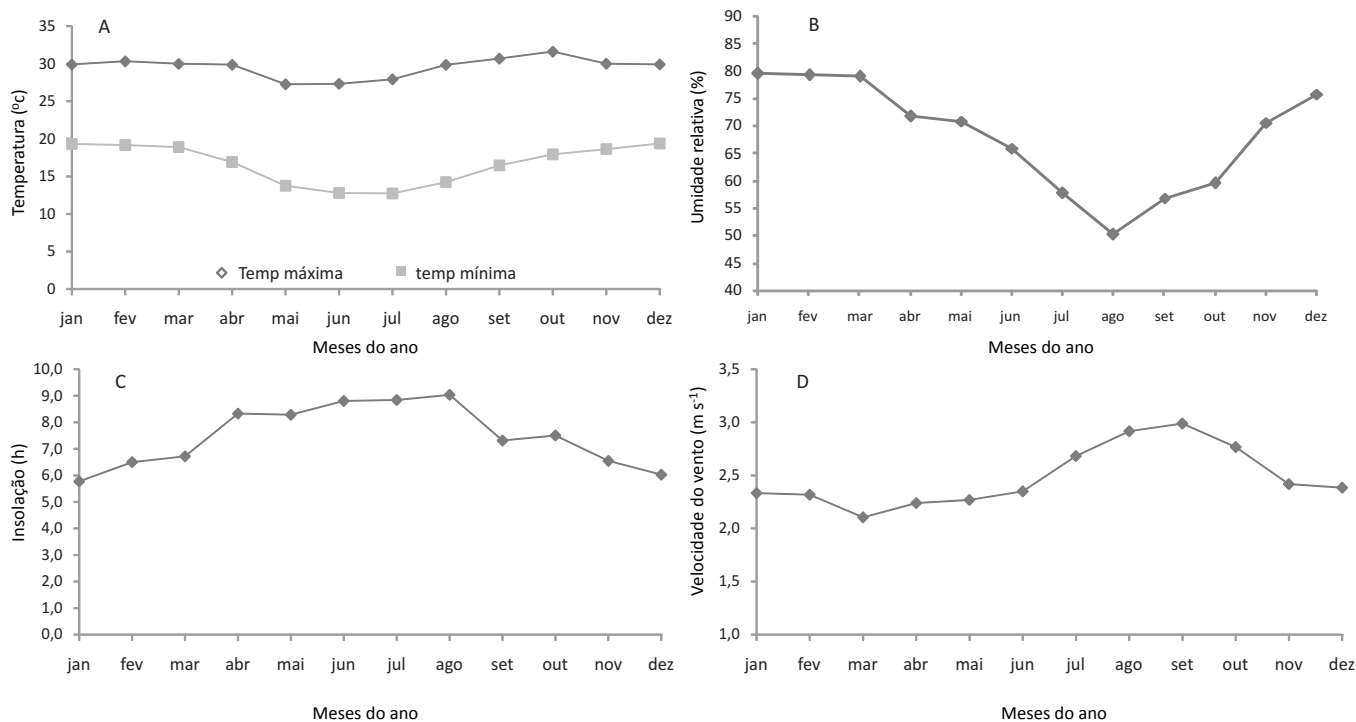 A
Temperatura (ºc)
35
30
25
20
15
10
5
0
Temp máxima
temp mínima
jan fev mar abr mai jun jul ago set out nov dez
Meses do ano
B
Umidade relativa (%)
90
85
80
75
70
65
60
55
50
45
40
jan fev mar abr mai jun jul ago set out nov dez
Meses do ano
C
Insolação (h)
10,0
9,0
8,0
7,0
6,0
5,0
4,0
3,0
2,0
1,0
0,0
jan fev mar abr mai jun jul ago set out nov dez
Meses do ano
D
Velocidade do vento (m s⁻¹)
3,5
3,0
2,5
2,0
1,5
1,0
jan fev mar abr mai jun jul ago set out nov dez
Meses do ano